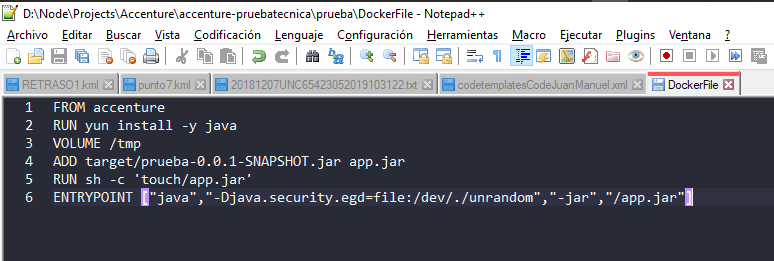 D:\Node\Projects\Accenture\accenture-pruebatecnica\prueba\DockerFile - Notepad++
Archivo Editar Buscar Vista Codificación Lenguaje Configuración Herramientas Macro Ejecutar Plugins Ventana ?
RETRASO1.kml punto7.kml 20181207UNC65423052019103122.txt codetemplatesCodeJuanManuel.xml DockerFile
1 FROM accenture
2 RUN yun install -y java
3 VOLUME /tmp
4 ADD target/prueba-0.0.1-SNAPSHOT.jar app.jar
5 RUN sh -c 'touch/app.jar'
6 ENTRYPOINT ["java","-Djava.security.egd=file:/dev/./unrandom","-jar","/app.jar"]